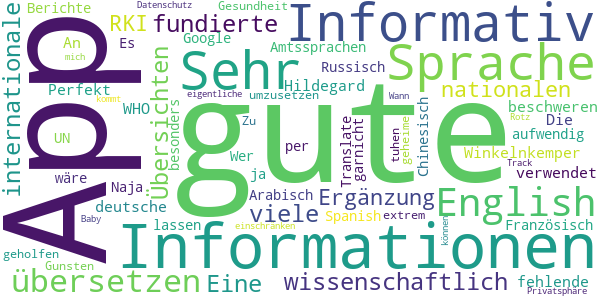 Berichte
Datenschutz
Gesundheit
Informativ
RKI
fundierte
An
Es
mich
Google
Amtssprachen
Sprache
internationale
App
Perfekt
kommt
WHO
UN
Übersichten
besonders
Sehr
Russisch
Hildegard
nationalen
eigentliche
umzusetzen
Wann
Rotz
beschweren
Die
aufwendig
gute
Zu
Wer
per
Translate
garnicht
tuhen
geheime
Chinesisch
Winkelnkemper
Track
verwendet
wäre
Naja
ja
Baby
deutsche
Arabisch
Ergänzung
English
viele
Spanish
extrem
lassen
einschränken
können
Französisch
Informationen
geholfen
Gunsten
übersetzen
Eine
wissenschaftlich
fehlende
Privatsphäre